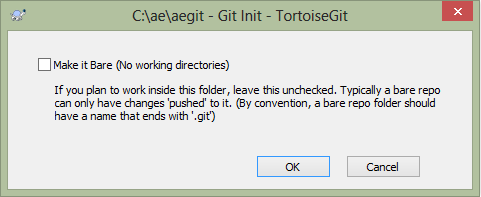 C:\ae\aegit - Git Init - TortoiseGit
Make it Bare (No working directories)
If you plan to work inside this folder, leave this unchecked. Typically a bare repo
can only have changes 'pushed' to it. (By convention, a bare repo folder should
have a name that ends with '.git')
OK
Cancel